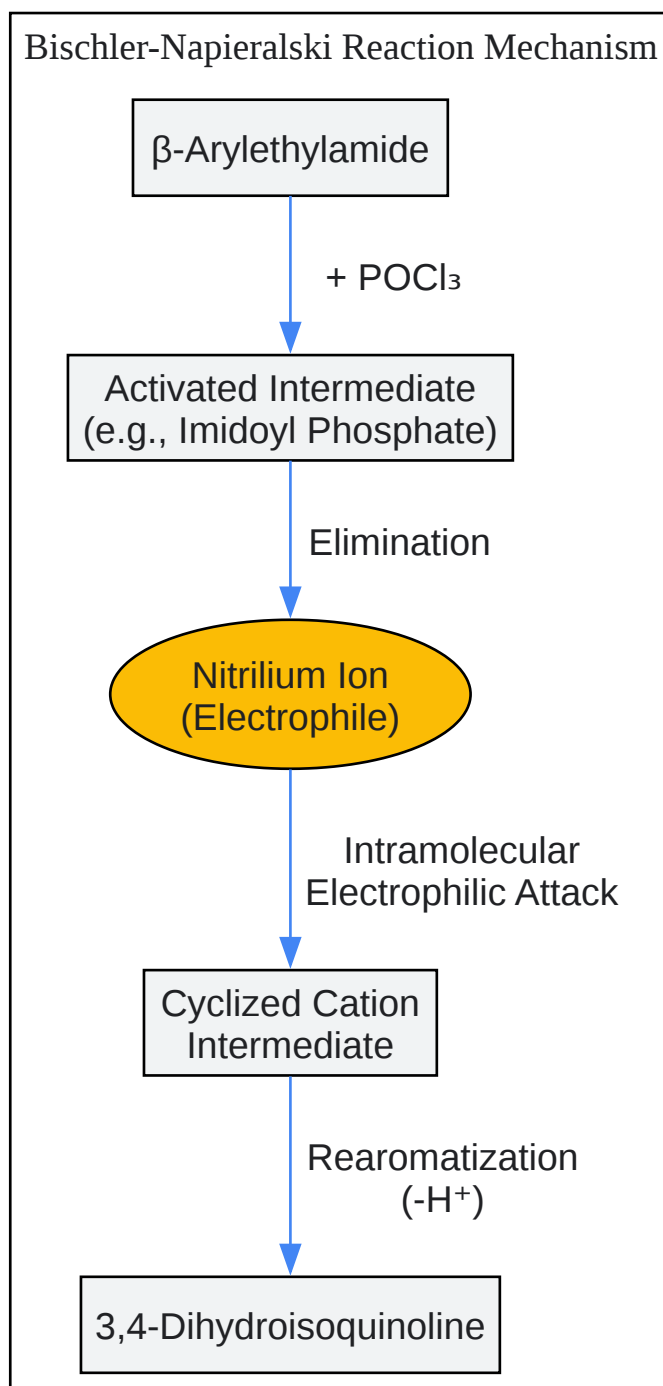 Bischler-Napieralski Reaction Mechanism
β-Arylethylamide
+ POCl₃
Activated Intermediate
(e.g., Imidoyl Phosphate)
Elimination
Nitrilium Ion
(Electrophile)
Intramolecular
Electrophilic Attack
Cyclized Cation
Intermediate
Rearomatization
(-H⁺)
3,4-Dihydroisoquinoline